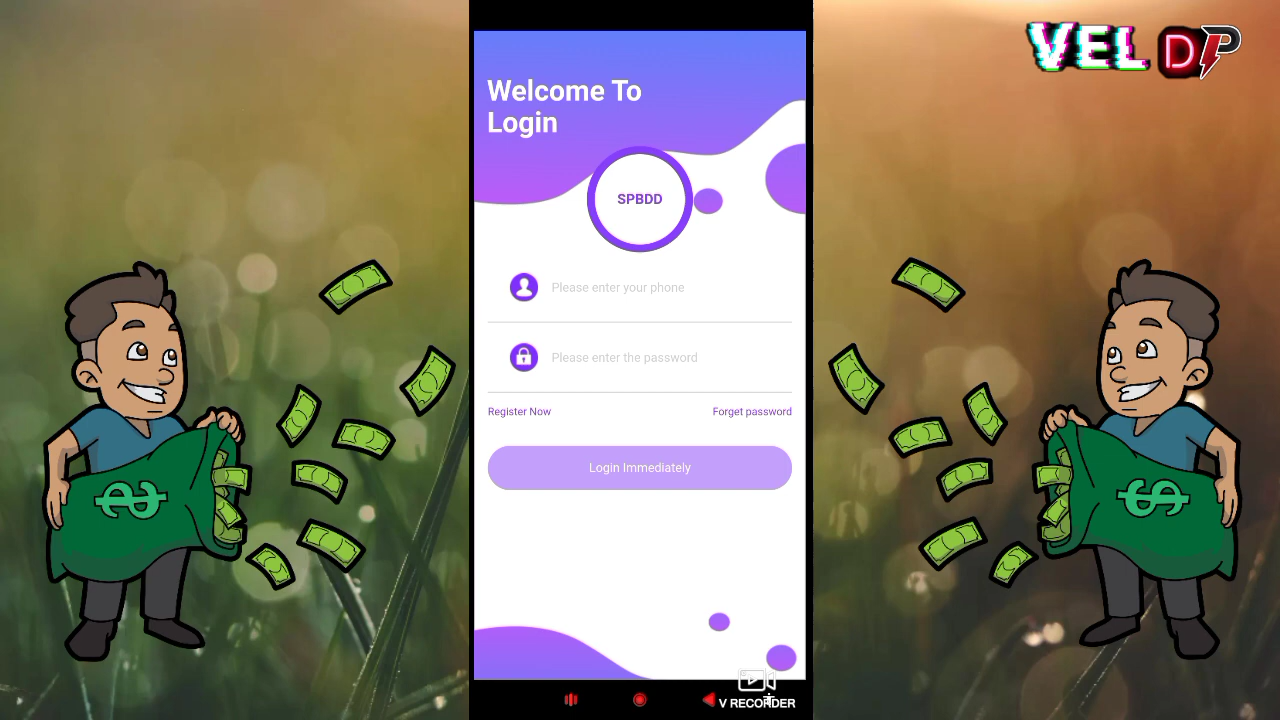 VEL DP
Welcome To
Login
SPBDD
Please enter your phone
Please enter the password
Register Now
Forget password
Login Immediately
V RECORDER